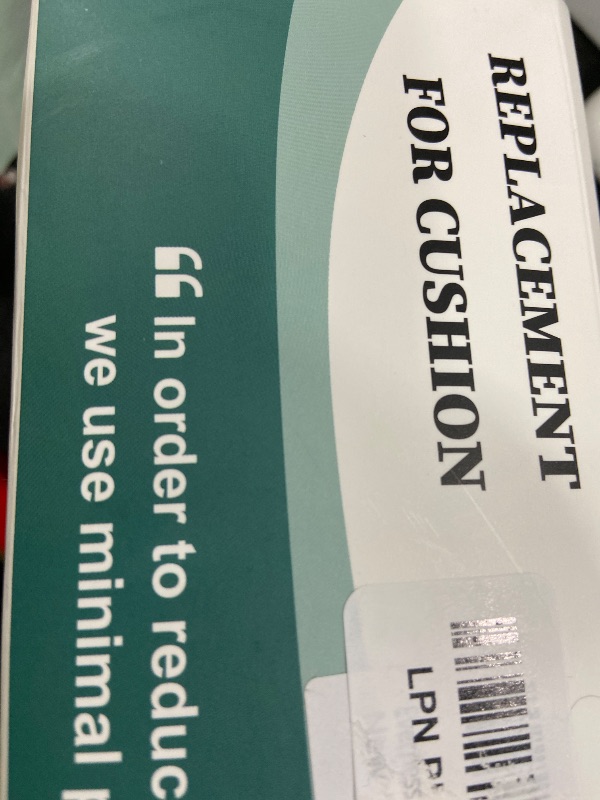 REPLACEMENT
FOR CUSHION
“ In order to reduc
we use minimal
LPN